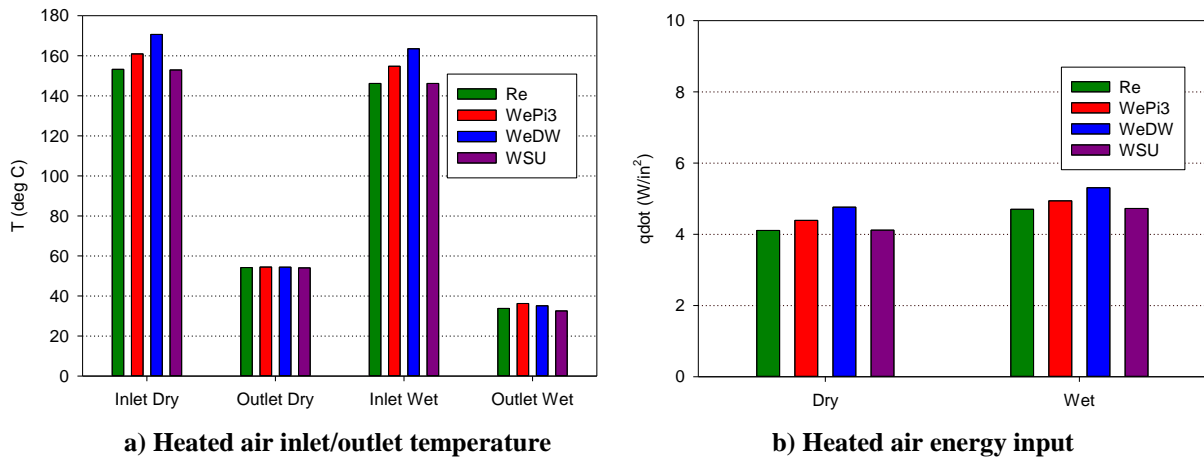 180
160
140
120
100
80
60
40
20
0
T (deg C)
Inlet Dry
Outlet Dry
Inlet Wet
Outlet Wet
Re
WePi3
WeDW
WSU
a) Heated air inlet/outlet temperature
10
8
6
4
2
0
qdot (W/in²)
Dry
Wet
Re
WePi3
WeDW
WSU
b) Heated air energy input